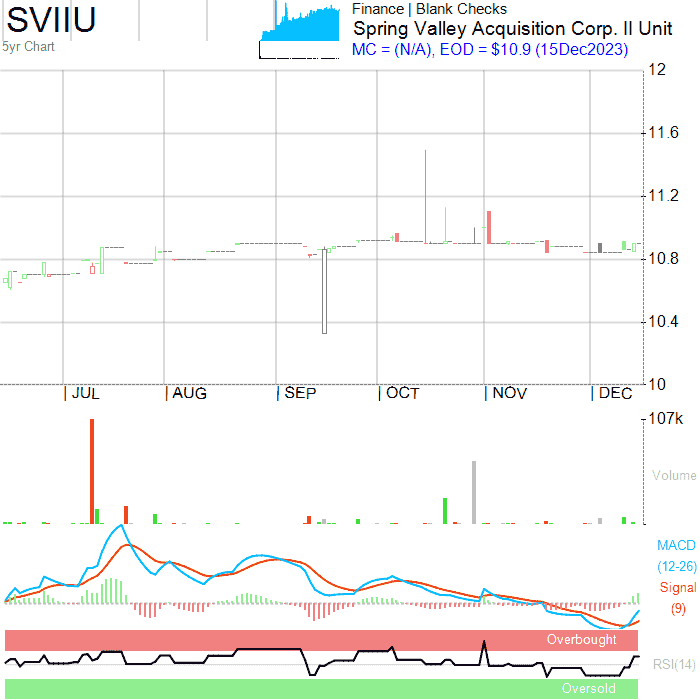 SVIIU
5yr Chart
Finance | Blank Checks
Spring Valley Acquisition Corp. II Unit
MC = (N/A), EOD = $10.9 (15Dec2023)
12
11.6
11.2
10.8
10.4
10
JUL AUG SEP OCT NOV DEC
107k
Volume
MACD
(12-26)
Signal
(9)
Overbought
RSI(14)
Oversold